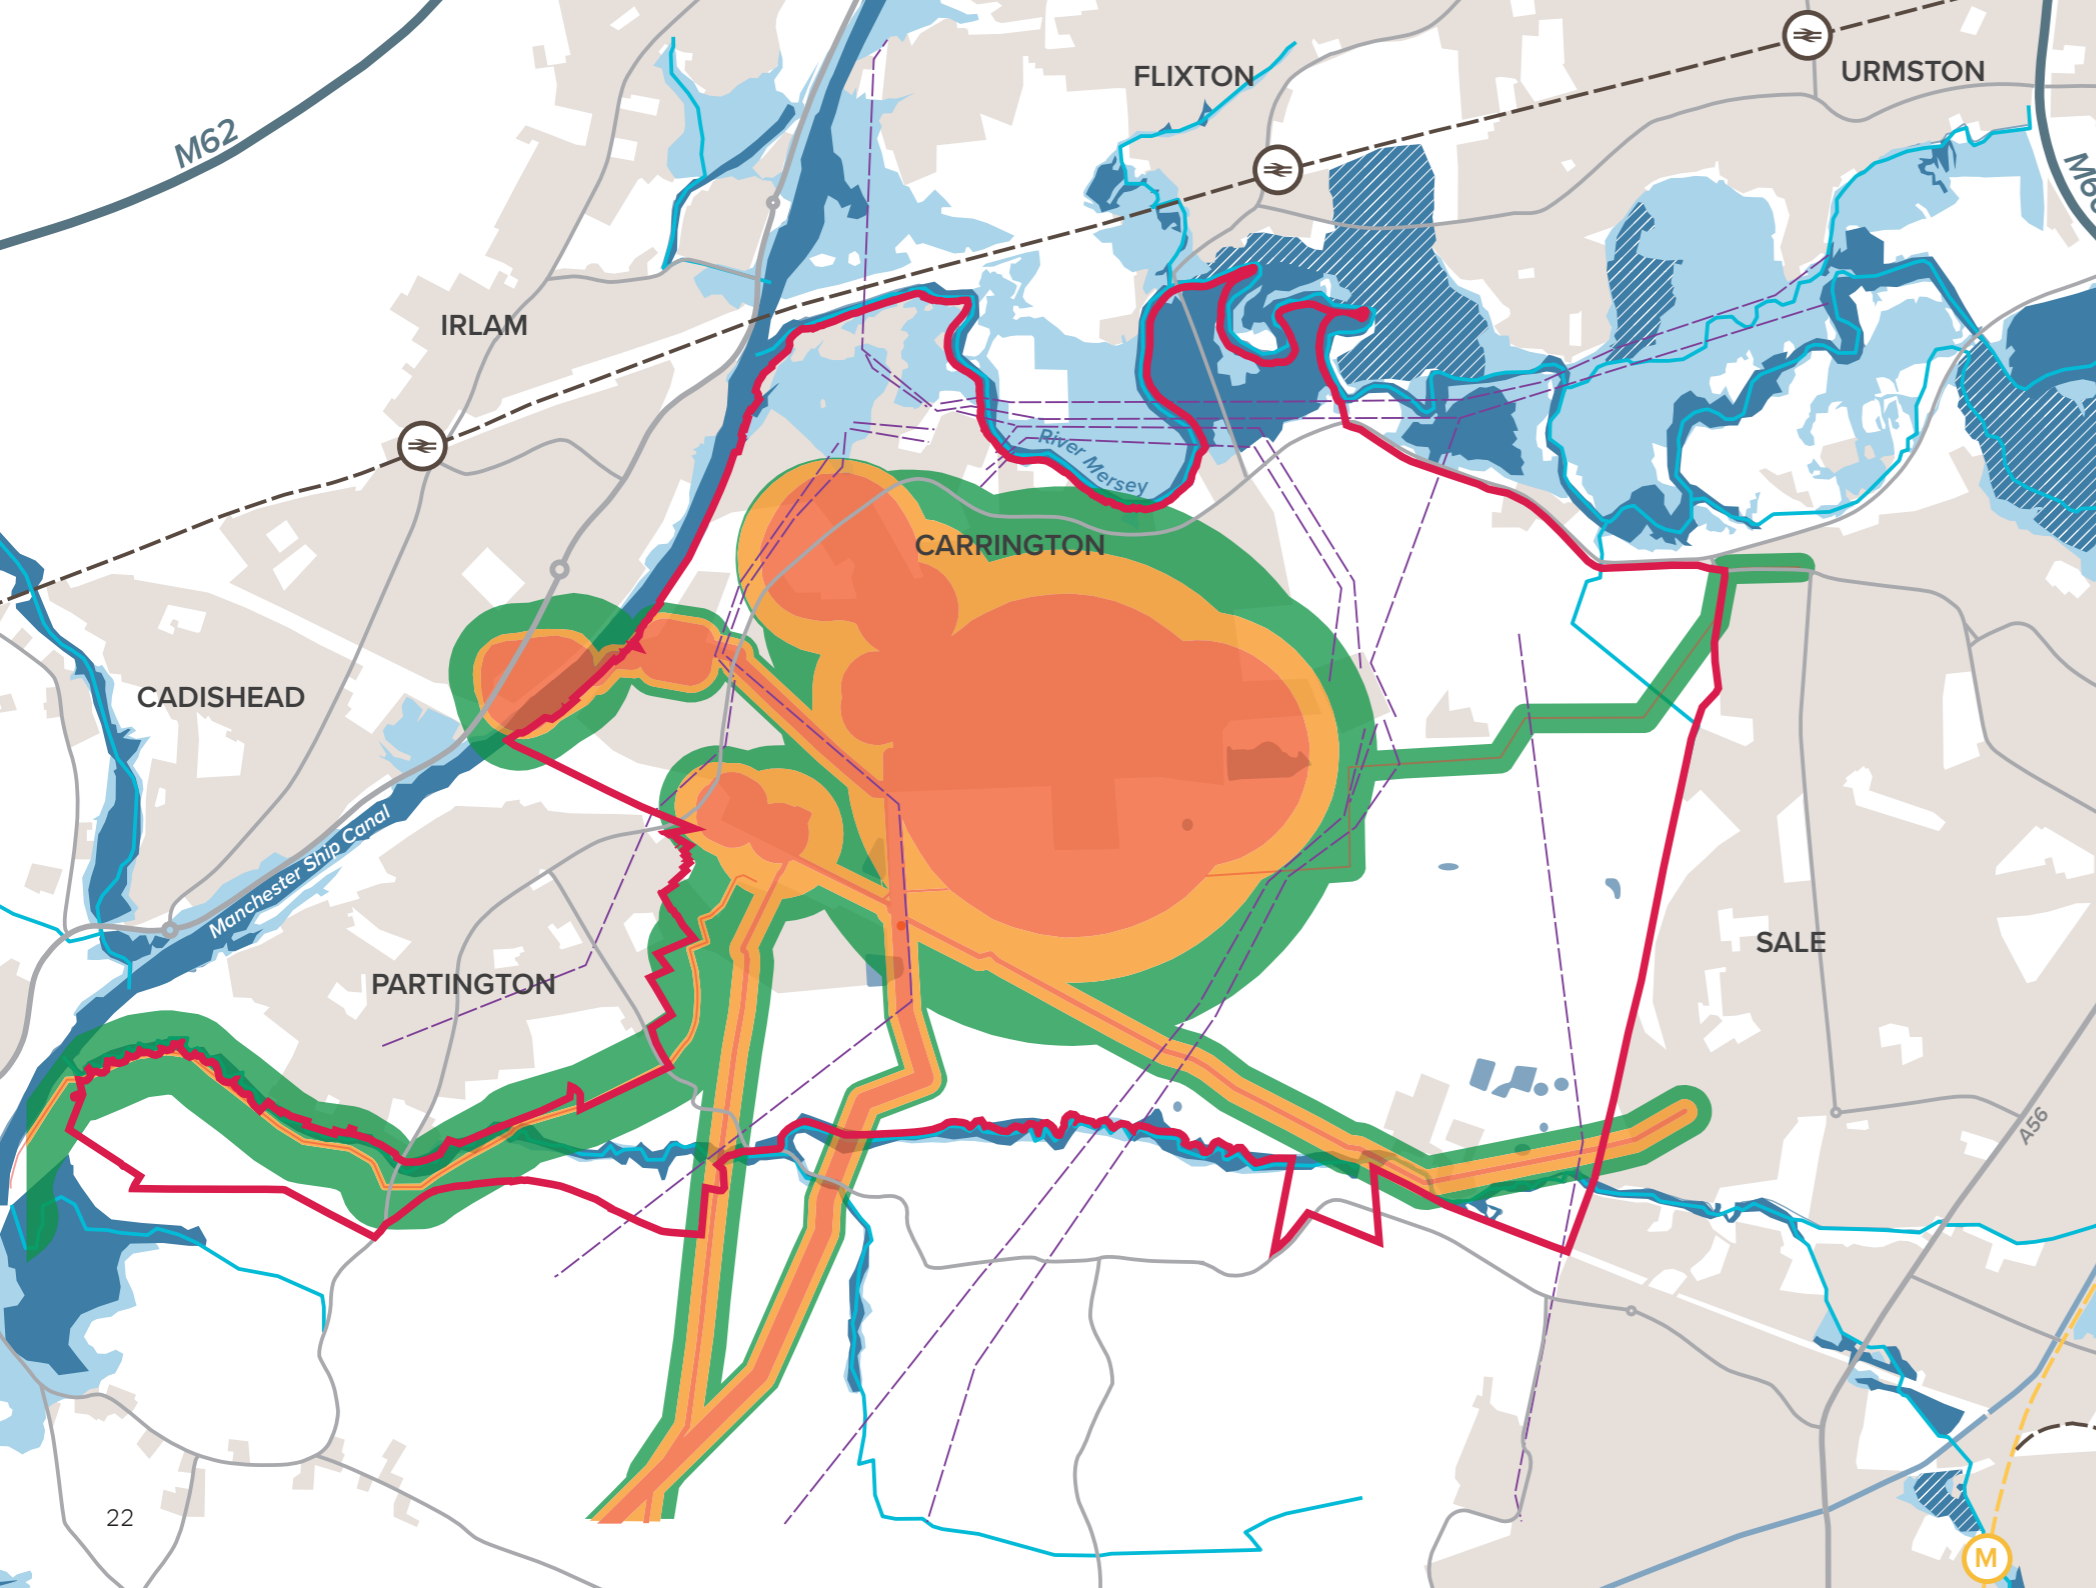 FLIXTON
URMSTON
M62
M60
IRLAM
River Mersey
CARRINGTON
CADISHEAD
Manchester Ship Canal
SALE
PARTINGTON
A56
22
M